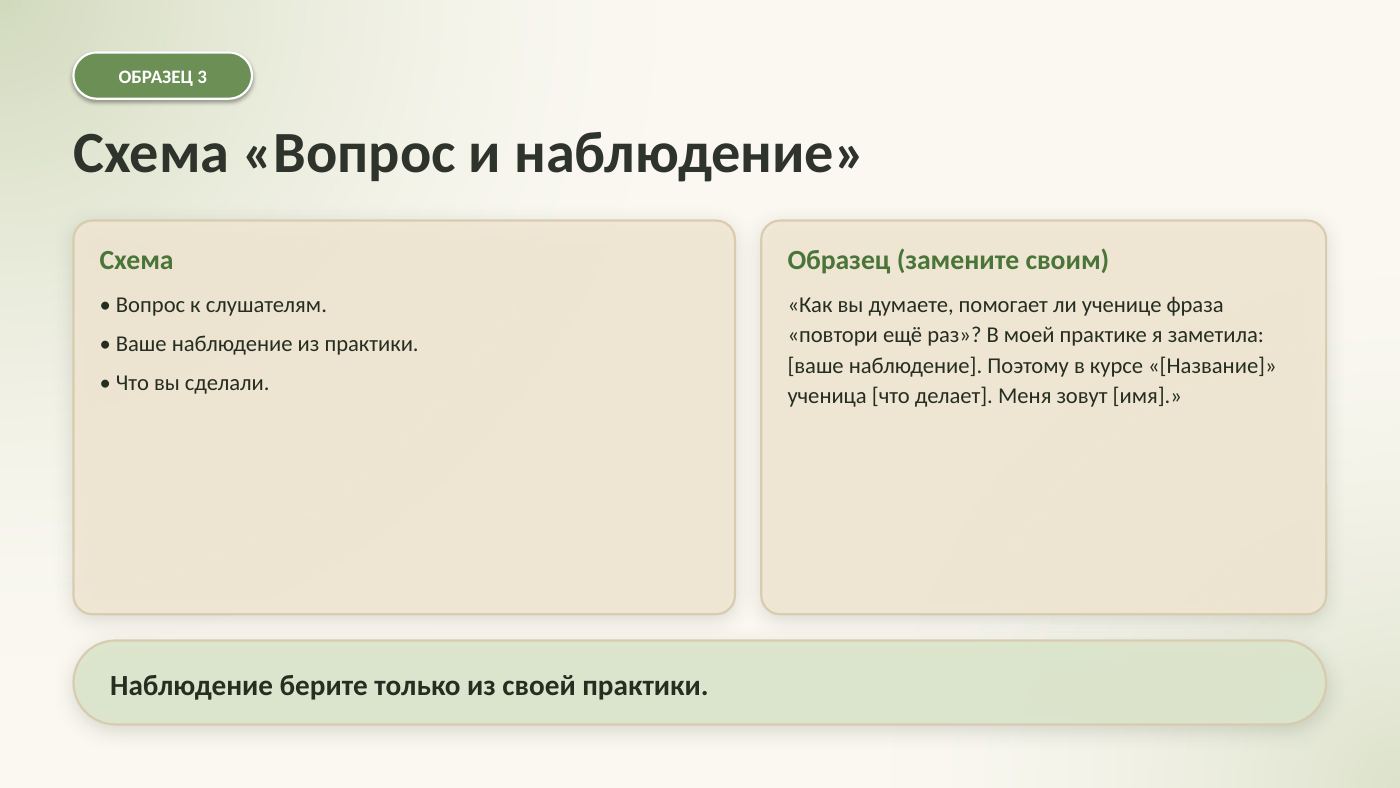 ОБРАЗЕЦ 3
Схема «Вопрос и наблюдение»
Схема
• Вопрос к слушателям.
• Ваше наблюдение из практики.
• Что вы сделали.
Образец (замените своим)
«Как вы думаете, помогает ли ученице фраза
«повтори ещё раз»? В моей практике я заметила:
[ваше наблюдение]. Поэтому в курсе «[Название]»
ученица [что делает]. Меня зовут [имя].»
Наблюдение берите только из своей практики.